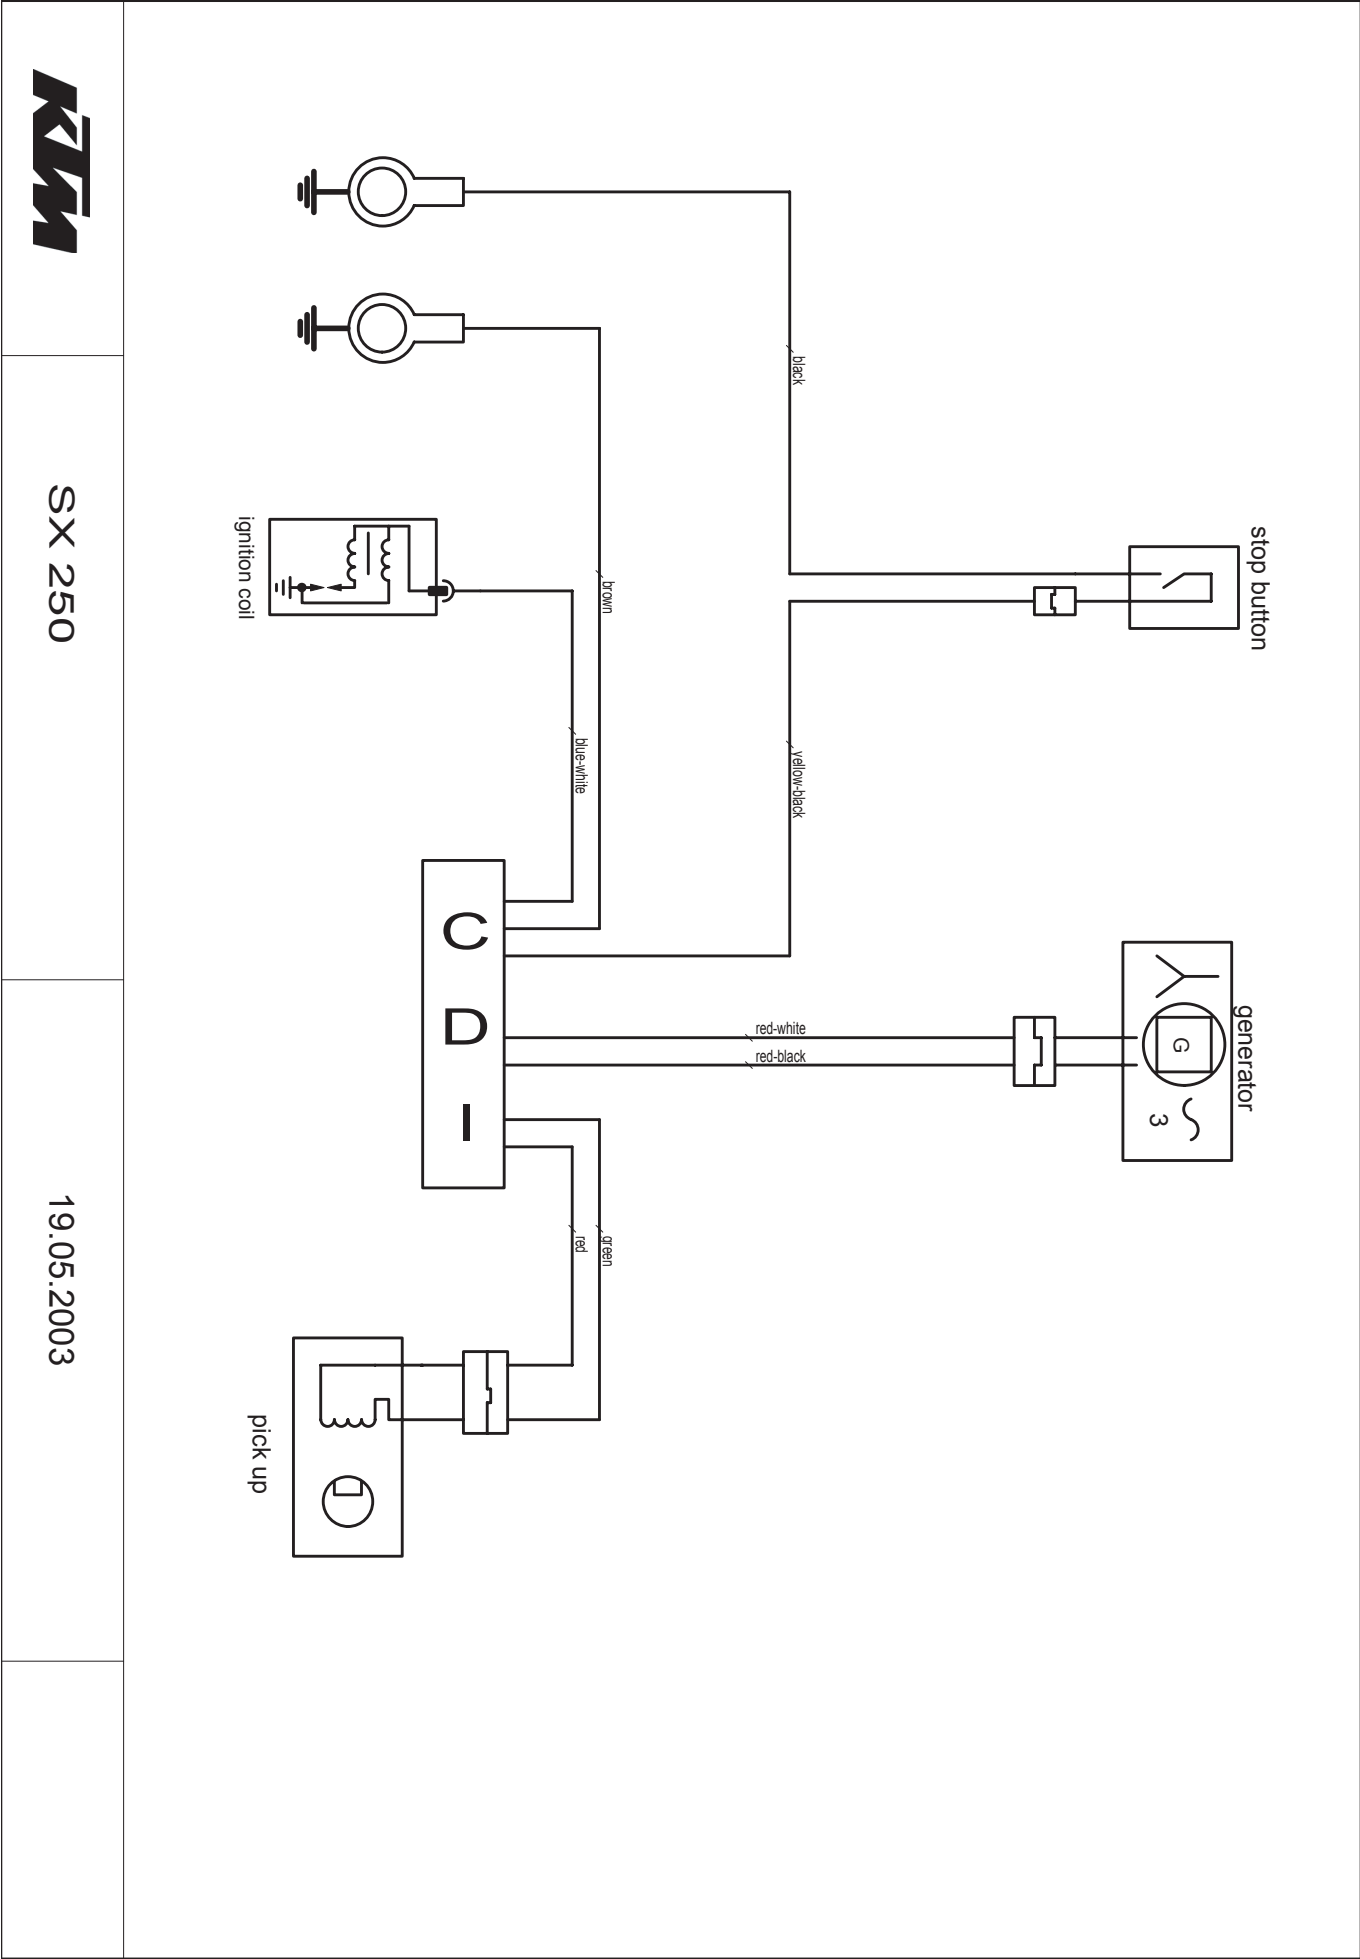 stop button
generator
G
3
black
yellow-black
red-white
red-black
brown
blue-white
green
red
ignition coil
C D I
pick up
KTM
SX 250
19.05.2003